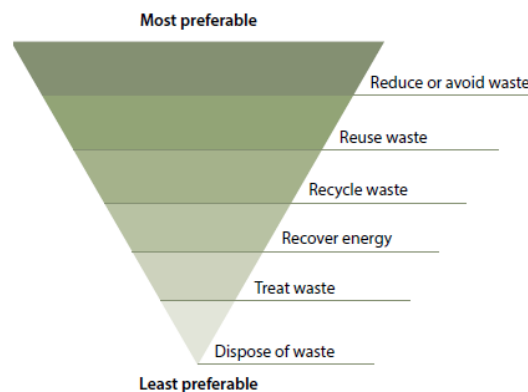 Most preferable
Reduce or avoid waste
Reuse waste
Recycle waste
Recover energy
Treat waste
Dispose of waste
Least preferable